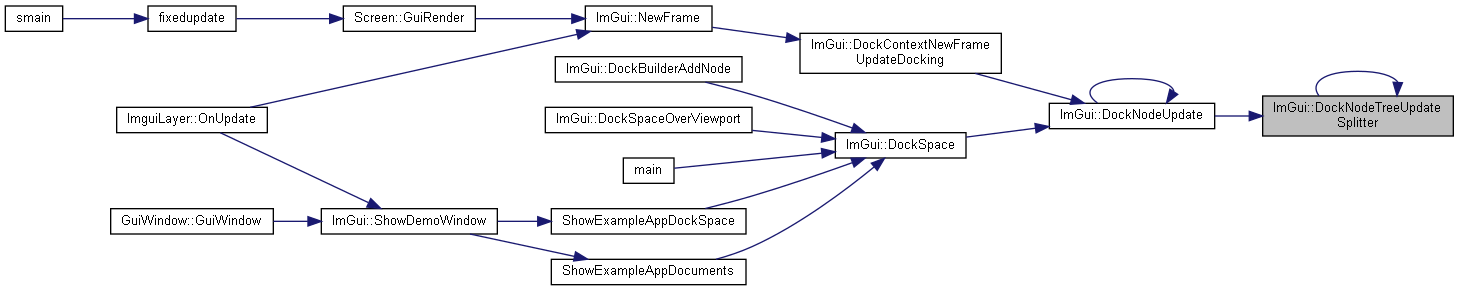 smain
fixedupdate
Screen::GuiRender
ImGui::NewFrame
ImGui::DockContextNewFrame
UpdateDocking
ImGui::DockBuilderAddNode
ImguiLayer::OnUpdate
ImGui::DockSpaceOverViewport
ImGui::DockNodeUpdate
ImGui::DockNodeTreeUpdate
Splitter
ImGui::DockSpace
main
GuiWindow::GuiWindow
ImGui::ShowDemoWindow
ShowExampleAppDockSpace
ShowExampleAppDocuments